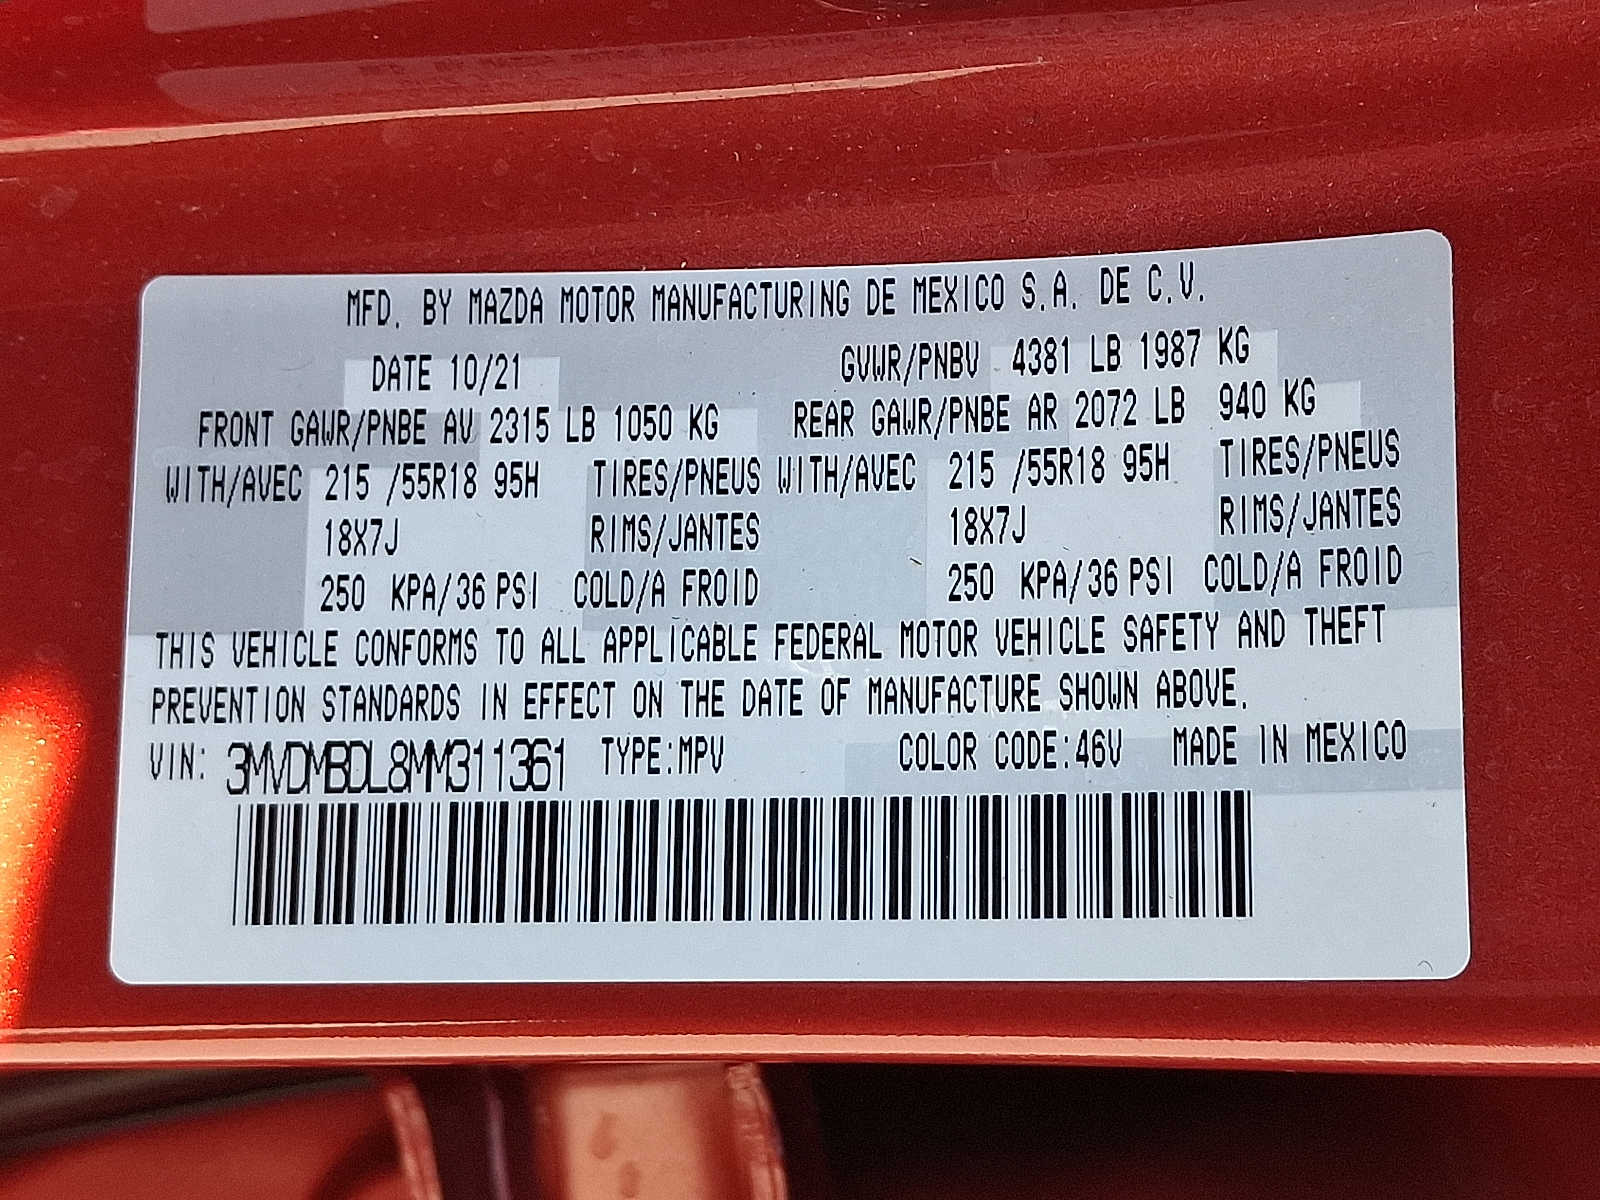 MFD. BY MAZDA MOTOR MANUFACTURING DE MEXICO S.A. DE C.V.
DATE 10/21 GVWR/PNBV 4381 LB 1987 KG
FRONT GAWR/PNBE AV 2315 LB 1050 KG REAR GAWR/PNBE AR 2072 LB 940 KG
WITH/AVEC 215 /55R18 95H TIRES/PNEUS WITH/AVEC 215 /55R18 95H TIRES/PNEUS
18X7J RIMS/JANTES 18X7J RIMS/JANTES
250 KPA/36 PSI COLD/A FROID 250 KPA/36 PSI COLD/A FROID
THIS VEHICLE CONFORMS TO ALL APPLICABLE FEDERAL MOTOR VEHICLE SAFETY AND THEFT
PREVENTION STANDARDS IN EFFECT ON THE DATE OF MANUFACTURE SHOWN ABOVE.
VIN: 3MVDMBDL8MM311361 TYPE:MPV COLOR CODE:46V MADE IN MEXICO